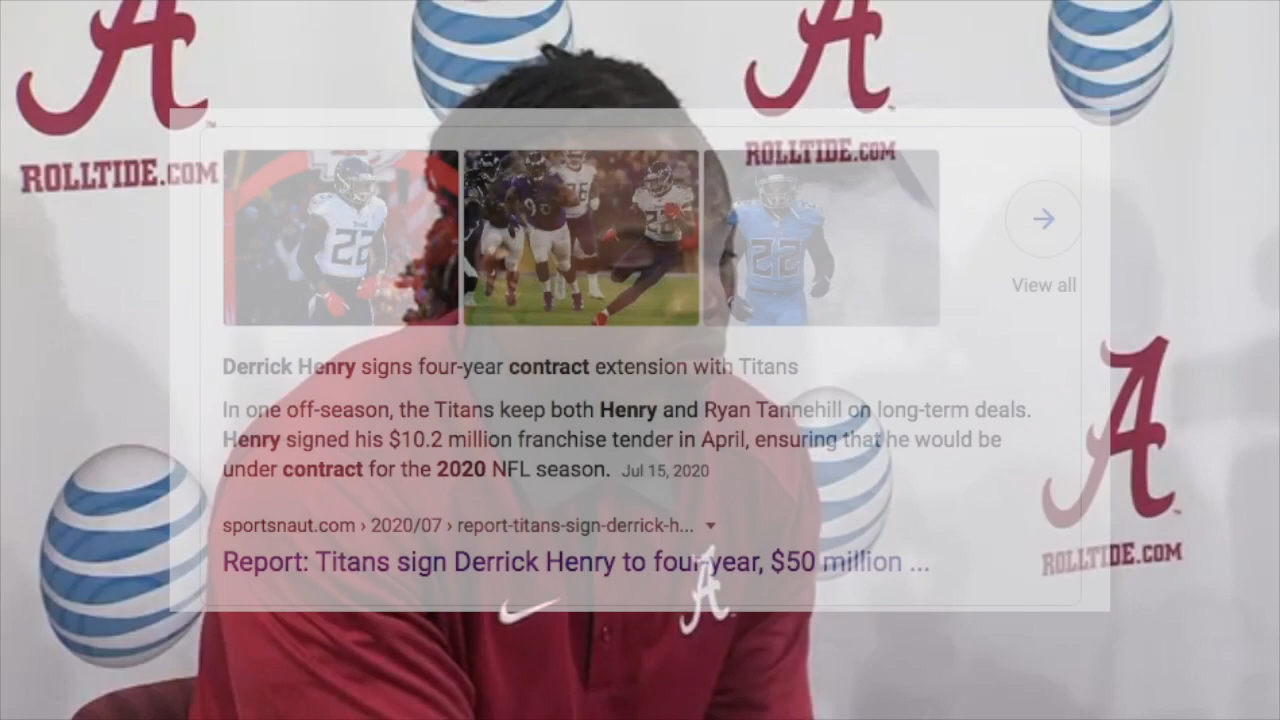 ROLLTIDE.COM
ROLLTIDE.COM
22
22
View all
Derrick Henry signs four-year contract extension with Titans
In one off-season, the Titans keep both Henry and Ryan Tannehill on long-term deals.
Henry signed his $10.2 million franchise tender in April, ensuring that he would be
under contract for the 2020 NFL season. Jul 15, 2020
sportsnaut.com › 2020/07 › report-titans-sign-derrick-h...
Report: Titans sign Derrick Henry to four-year, $50 million ...
ROLLTIDE.COM